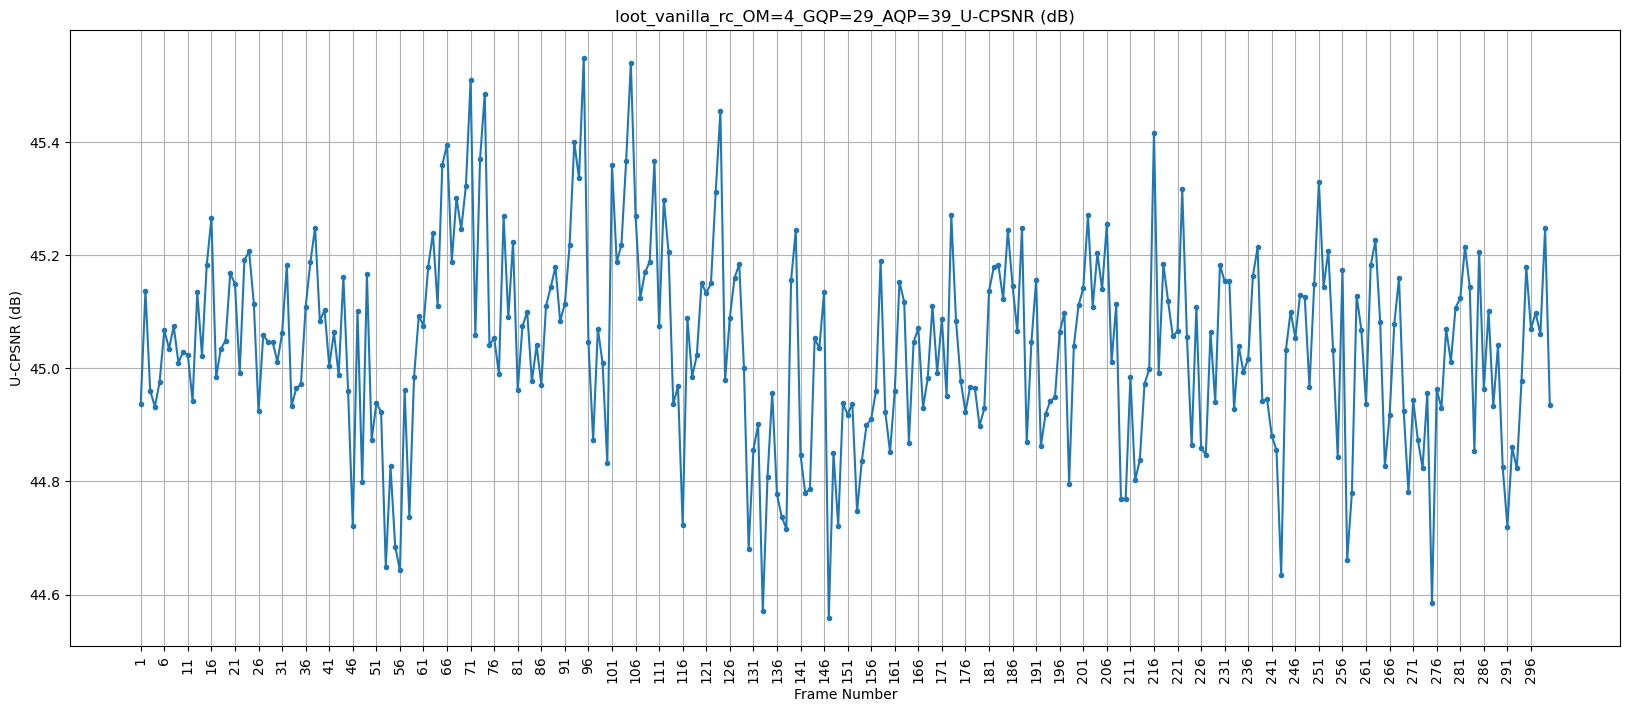 loot_vanilla_rc_OM=4_GQP=29_AQP=39_U-CPSNR (dB)
U-CPSNR (dB)
45.4
45.2
45.0
44.8
44.6
1 6 11 16 21 26 31 36 41 46 51 56 61 66 71 76 81 86 91 96 101 106 111 116 121 126 131 136 141 146 151 156 161 166 171 176 181 186 191 196 201 206 211 216 221 226 231 236 241 246 251 256 261 266 271 276 281 286 291 296
Frame Number